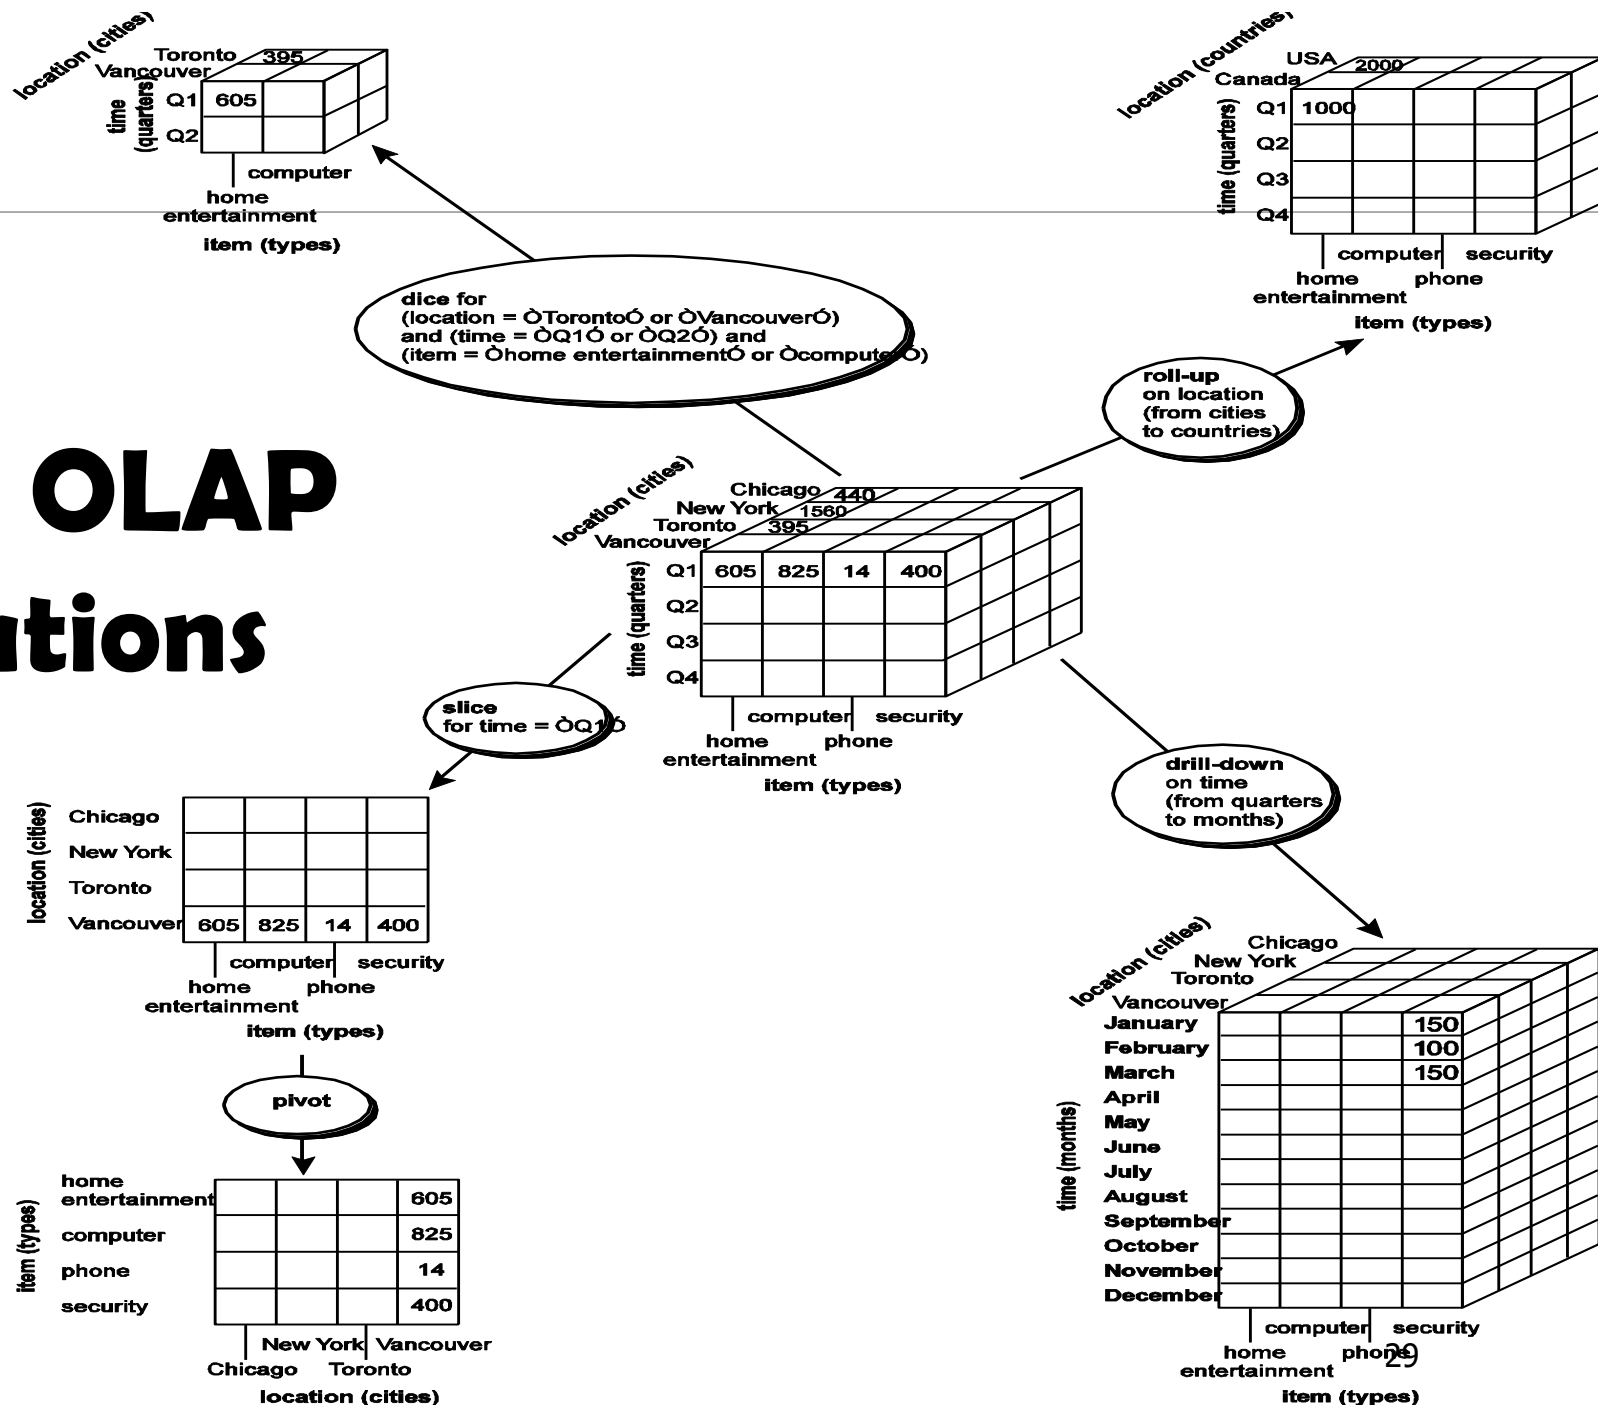 location (cities)
Toronto
395
Vancouver
time
(quarters)
Q1
605
Q2
computer
home
entertainment
item (types)
location (countries)
USA
2000
Canada
time (quarters)
Q1
1000
Q2
Q3
Q4
computer
security
home
entertainment
phone
item (types)
dice for
(location = ÒTorontoÓ or ÒVancouverÓ)
and (time = ÒQ1Ó or ÒQ2Ó) and
(item = Òhome entertainmentÓ or ÒcomputerÓ)
roll-up
on location
(from cities
to countries)
OLAP
ations
location (cities)
Chicago
440
New York
1560
Toronto
395
Vancouver
time (quarters)
Q1
605 825 14 400
Q2
Q3
Q4
computer
security
home
entertainment
phone
item (types)
slice
for time = ÒQ1Ó
drill-down
on time
(from quarters
to months)
location (cities)
Chicago
New York
Toronto
Vancouver
605 825 14 400
computer
security
home
entertainment
phone
item (types)
pivot
item (types)
home
entertainment
605
computer
825
phone
14
security
400
New York
Vancouver
Chicago
Toronto
location (cities)
location (cities)
Chicago
New York
Toronto
Vancouver
time (months)
January
150
February
100
March
150
April
May
June
July
August
September
October
November
December
computer
security
home
entertainment
phone
item (types)
29